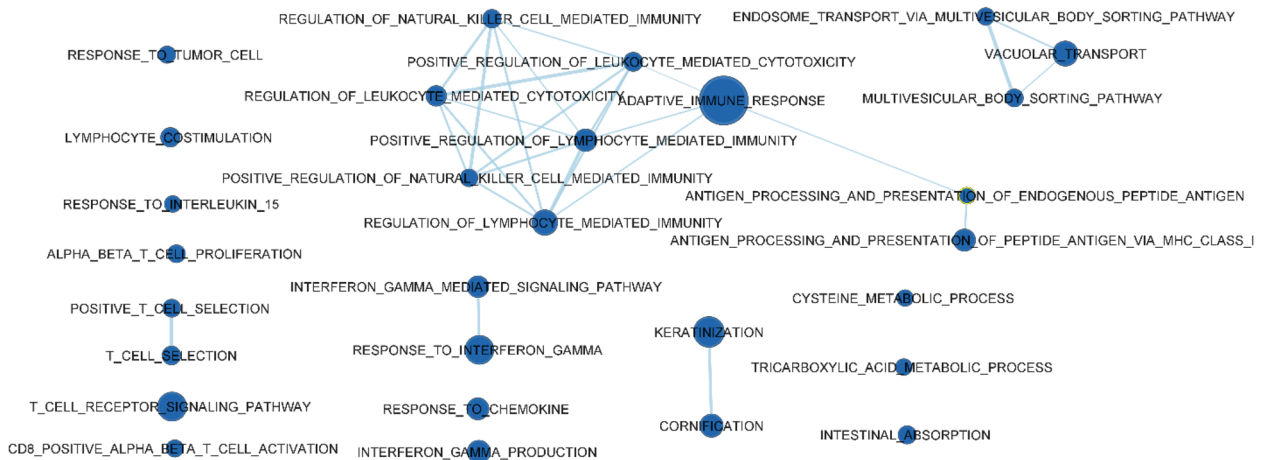 REGULATION_OF_NATURAL_KILLER_CELL_MEDIATED_IMMUNITY
ENDOSOME_TRANSPORT_VIA_MULTIVESICULAR_BODY_SORTING_PATHWAY
RESPONSE_TO_TUMOR_CELL
POSITIVE_REGULATION_OF_LEUKOCYTE_MEDIATED_CYTOTOXICITY
VACUOLAR_TRANSPORT
REGULATION_OF_LEUKOCYTE_MEDIATED_CYTOTOXICITY
ADAPTIVE_IMMUNE_RESPONSE
MULTIVESICULAR_BODY_SORTING_PATHWAY
LYMPHOCYTE_COSTIMULATION
POSITIVE_REGULATION_OF_LYMPHOCYTE_MEDIATED_IMMUNITY
POSITIVE_REGULATION_OF_NATURAL_KILLER_CELL_MEDIATED_IMMUNITY
ANTIGEN_PROCESSING_AND_PRESENTATION_OF_ENDOGENOUS_PEPTIDE_ANTIGEN
RESPONSE_TO_INTERLEUKIN_15
REGULATION_OF_LYMPHOCYTE_MEDIATED_IMMUNITY
ANTIGEN_PROCESSING_AND_PRESENTATION_OF_PEPTIDE_ANTIGEN_VIA_MHC_CLASS_I
ALPHA_BETA_T_CELL_PROLIFERATION
INTERFERON_GAMMA_MEDIATED_SIGNALING_PATHWAY
CYSTEINE_METABOLIC_PROCESS
POSITIVE_T_CELL_SELECTION
KERATINIZATION
T_CELL_SELECTION
RESPONSE_TO_INTERFERON_GAMMA
TRICARBOXYLIC_ACID_METABOLIC_PROCESS
T_CELL_RECEPTOR_SIGNALING_PATHWAY
RESPONSE_TO_CHEMOKINE
CORNIFICATION
INTESTINAL_ABSORPTION
CD8_POSITIVE_ALPHA_BETA_T_CELL_ACTIVATION
INTERFERON_GAMMA_PRODUCTION